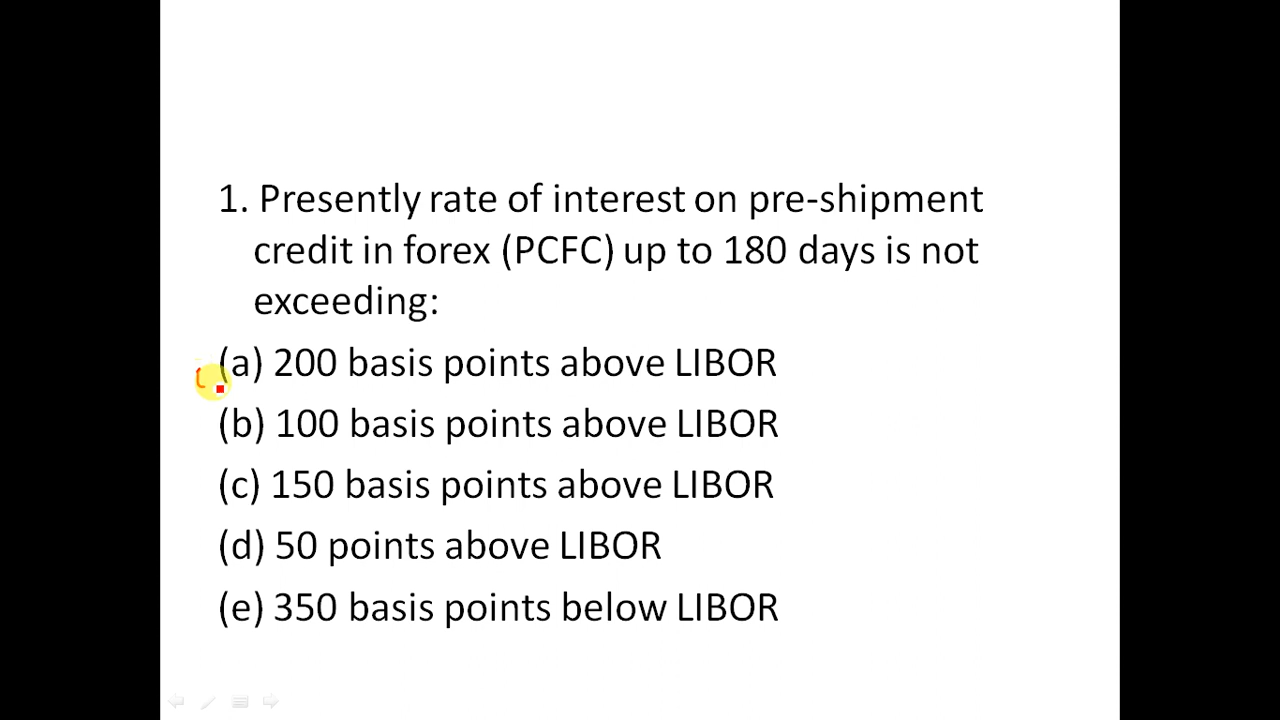 1. Presently rate of interest on pre-shipment
credit in forex (PCFC) up to 180 days is not
exceeding:
(a) 200 basis points above LIBOR
(b) 100 basis points above LIBOR
(c) 150 basis points above LIBOR
(d) 50 points above LIBOR
(e) 350 basis points below LIBOR